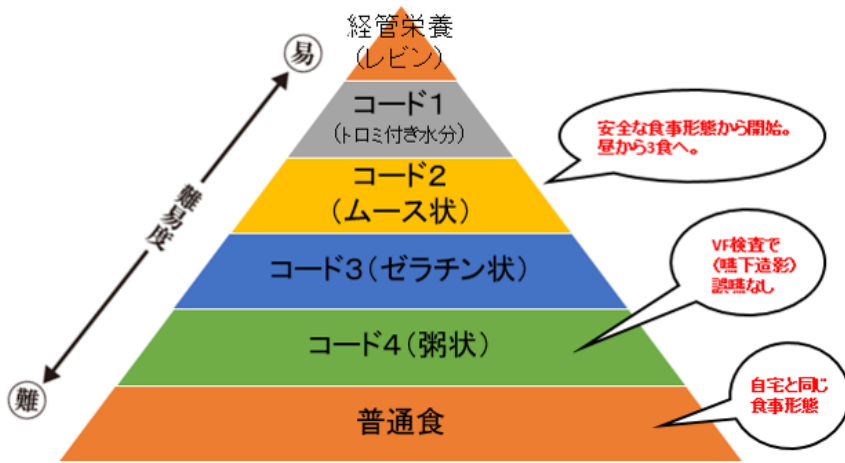 経管栄養
(レビン)
易
コード1
(トロミ付き水分)
安全な食事形態から開始。
昼から3食へ。
コード2
(ムース状)
難易度
VF検査で
(嚥下造影)
誤嚥なし
コード3(ゼラチン状)
コード4(粥状)
難
自宅と同じ
食事形態
普通食